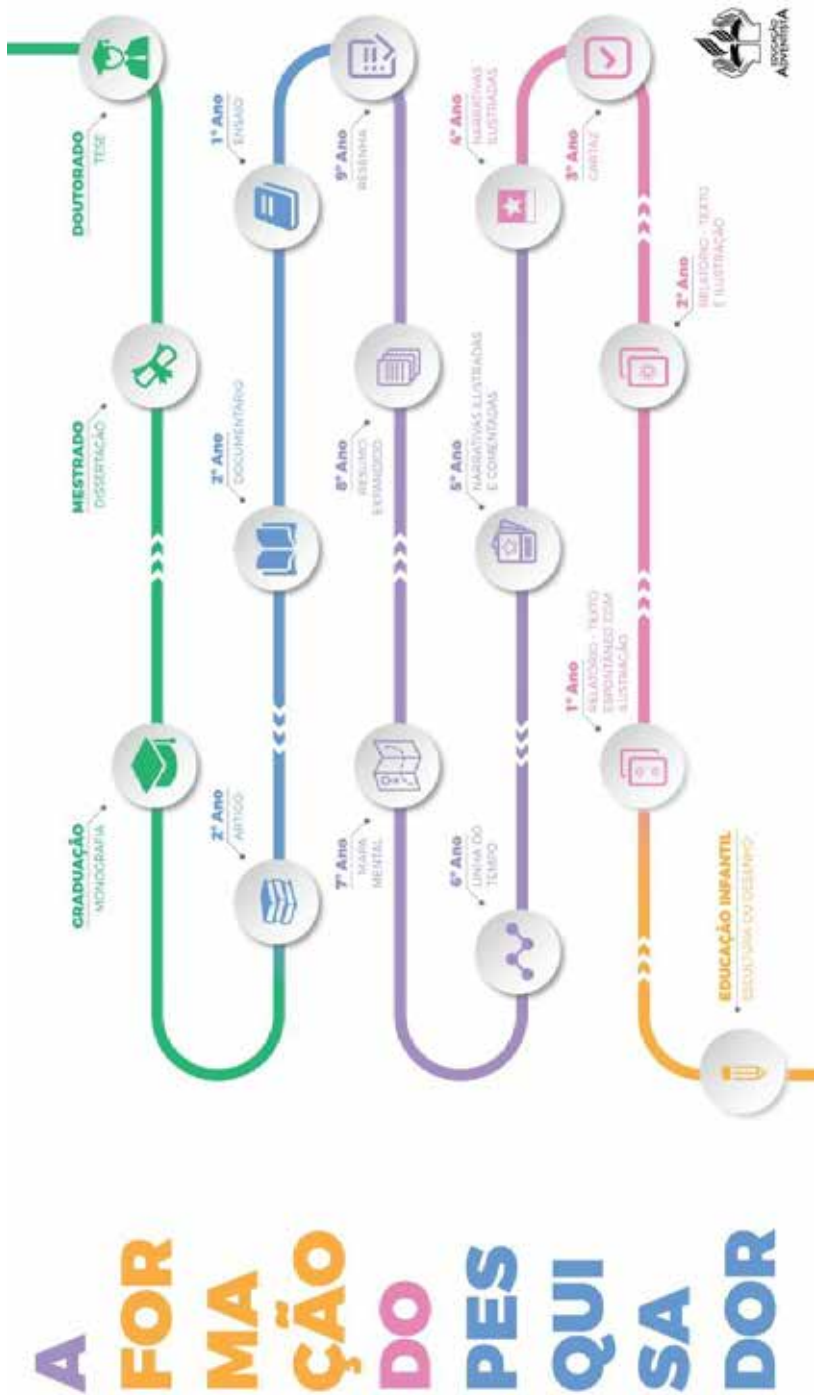 A
FOR
MA
ÇÃO
DO
PES
QUI
SA
DOR
DOUTORADO
TESE
MESTRADO
DISSERTAÇÃO
GRADUAÇÃO
MONOGRAFIA
1º Ano
ENSAIO
2º Ano
DOCUMENTÁRIO
2º Ano
ARTIGO
9º Ano
RESENHA
8º Ano
RESUMO
EXPANDIDO
7º Ano
MAPA
MENTAL
4º Ano
NARRATIVAS
ILUSTRADAS
5º Ano
NARRATIVAS ILUSTRADAS
E COMENTADAS
6º Ano
LINHA DO
TEMPO
3º Ano
CARTAZ
2º Ano
RELATÓRIO - TEXTO
E ILUSTRAÇÃO
1º Ano
RELATÓRIO - TEXTO
ESPONTÂNEO COM
ILUSTRAÇÃO
EDUCAÇÃO INFANTIL
ESCULTURA OU DESENHO
EDUCAÇÃO
ADVENTISTA